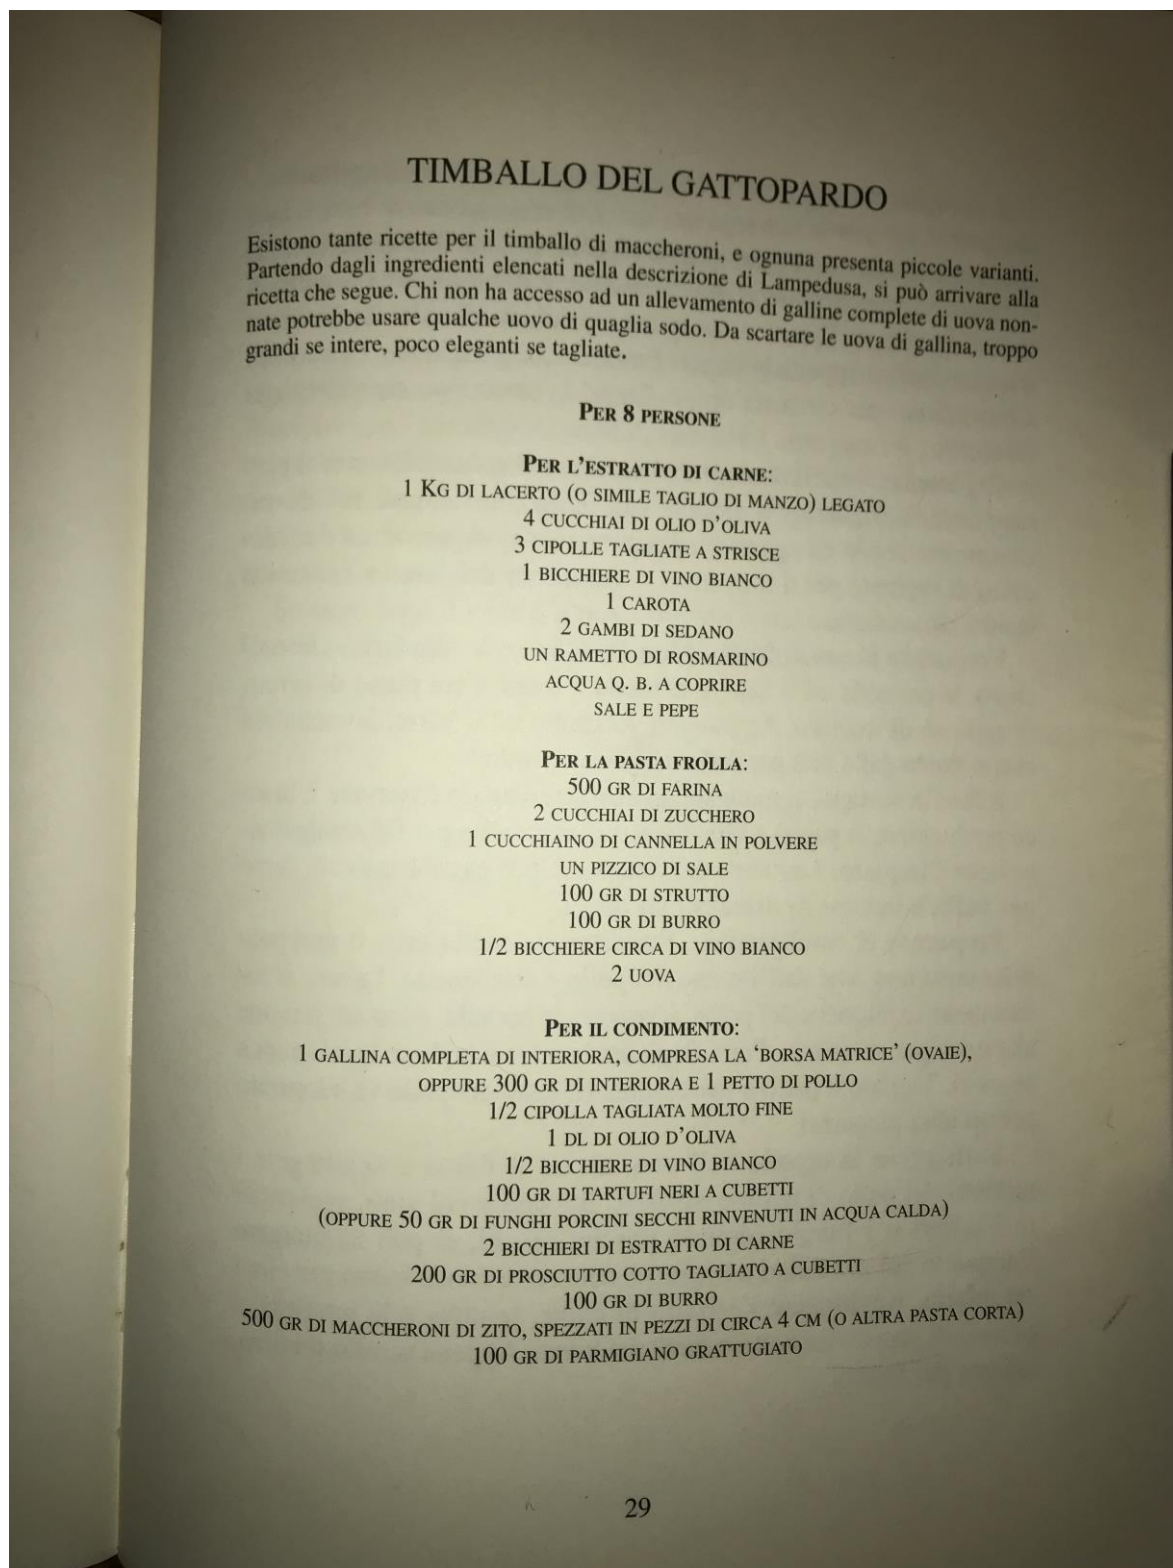 TIMBALLO DEL GATTOPARDO
Esistono tante ricette per il timballo di maccheroni, e ognuna presenta piccole varianti.
Partendo dagli ingredienti elencati nella descrizione di Lampedusa, si può arrivare alla
ricetta che segue. Chi non ha accesso ad un allevamento di galline complete di uova non-
nate potrebbe usare qualche uovo di quaglia sodo. Da scartare le uova di gallina, troppo
grandi se intere, poco eleganti se tagliate.
PER 8 PERSONE
PER L'ESTRATTO DI CARNE:
1 KG DI LACERTO (O SIMILE TAGLIO DI MANZO) LEGATO
4 CUCCHIAI DI OLIO D'OLIVA
3 CIPOLLE TAGLIATE A STRISCE
1 BICCHIERE DI VINO BIANCO
1 CAROTA
2 GAMBI DI SEDANO
UN RAMETTO DI ROSMARINO
ACQUA Q. B. A COPRIRE
SALE E PEPE
PER LA PASTA FROLLA:
500 GR DI FARINA
2 CUCCHIAI DI ZUCCHERO
1 CUCCHIAINO DI CANNELLA IN POLVERE
UN PIZZICO DI SALE
100 GR DI STRUTTO
100 GR DI BURRO
1/2 BICCHIERE CIRCA DI VINO BIANCO
2 UOVA
PER IL CONDIMENTO:
1 GALLINA COMPLETA DI INTERIORA, COMPRESA LA 'BORSA MATRICE' (OVAIE),
OPPURE 300 GR DI INTERIORA E 1 PETTO DI POLLO
1/2 CIPOLLA TAGLIATA MOLTO FINE
1 DL DI OLIO D'OLIVA
1/2 BICCHIERE DI VINO BIANCO
100 GR DI TARTUFI NERI A CUBETTI
(OPPURE 50 GR DI FUNGHI PORCINI SECCHI RINVENUTI IN ACQUA CALDA)
2 BICCHIERI DI ESTRATTO DI CARNE
200 GR DI PROSCIUTTO COTTO TAGLIATO A CUBETTI
100 GR DI BURRO
500 GR DI MACCHERONI DI ZITO, SPEZZATI IN PEZZI DI CIRCA 4 CM (O ALTRA PASTA CORTA)
100 GR DI PARMIGIANO GRATTUGIATO
29